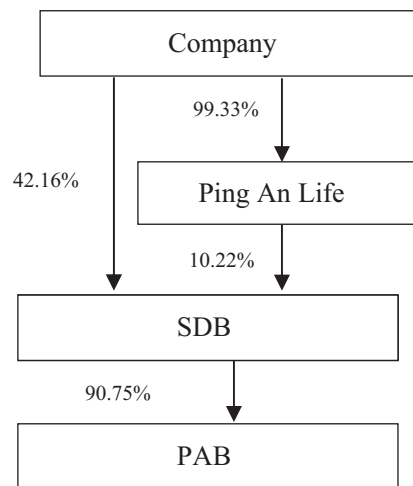 Company
99.33%
42.16%
Ping An Life
10.22%
SDB
90.75%
PAB